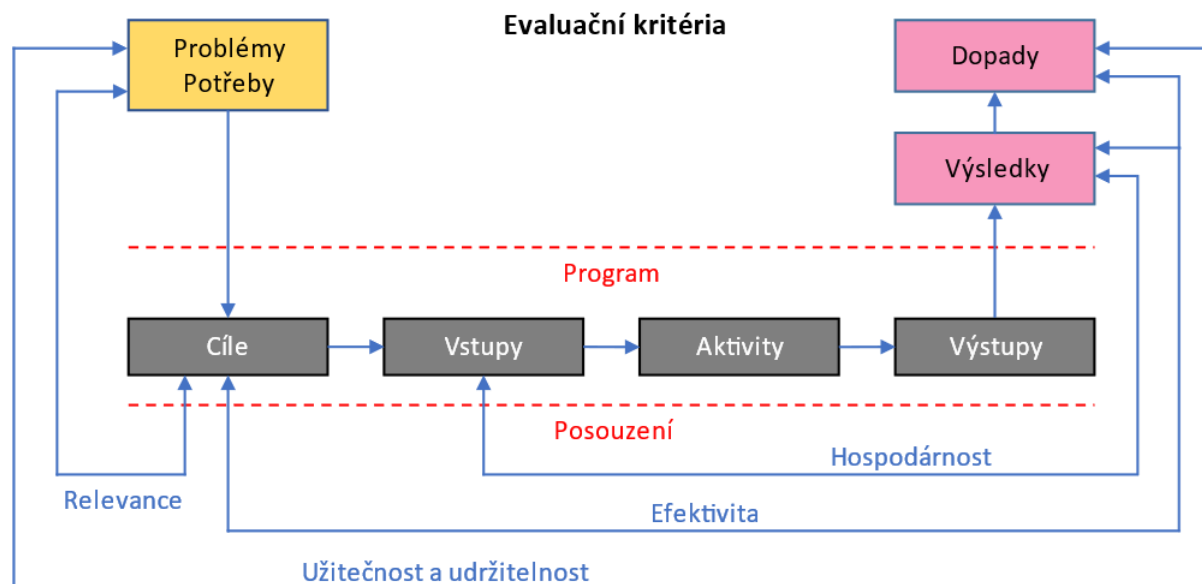 Evaluační kritéria
Problémy
Potřeby
Dopady
Výsledky
Program
Cíle
Vstupy
Aktivity
Výstupy
Posouzení
Hospodárnost
Relevance
Efektivita
Užitečnost a udržitelnost